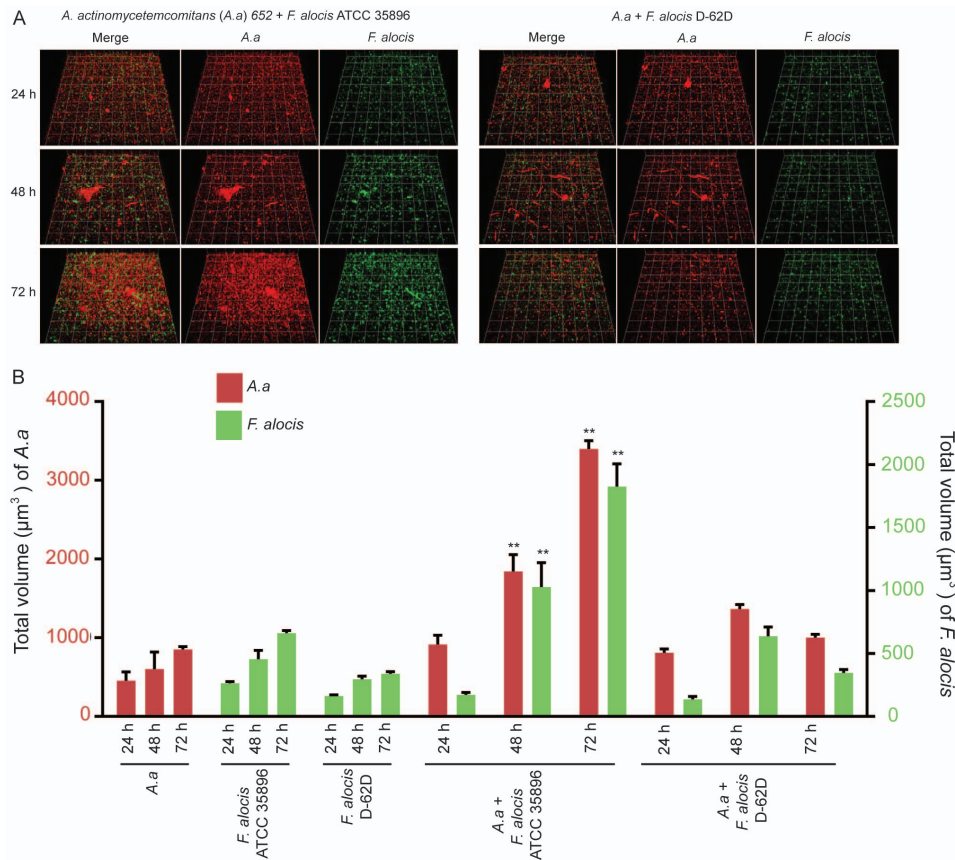 A
A. actinomycetemcomitans (A.a) 652 + F. alocis ATCC 35896
A.a + F. alocis D-62D
Merge A.a F. alocis Merge A.a F. alocis
24 h
48 h
72 h
B
A.a
F. alocis
Total volume (µm³ ) of A.a
4000
3000
2000
1000
0
** ** ** **
2500
2000
1500
1000
500
0
Total volume (µm³ ) of F. alocis
24 h 48 h 72 h 24 h 48 h 72 h 24 h 48 h 72 h 24 h 48 h 72 h 24 h 48 h 72 h
A.a
F. alocis
ATCC 35896
F. alocis
D-62D
A.a +
F. alocis
ATCC 35896
A.a +
F. alocis
D-62D